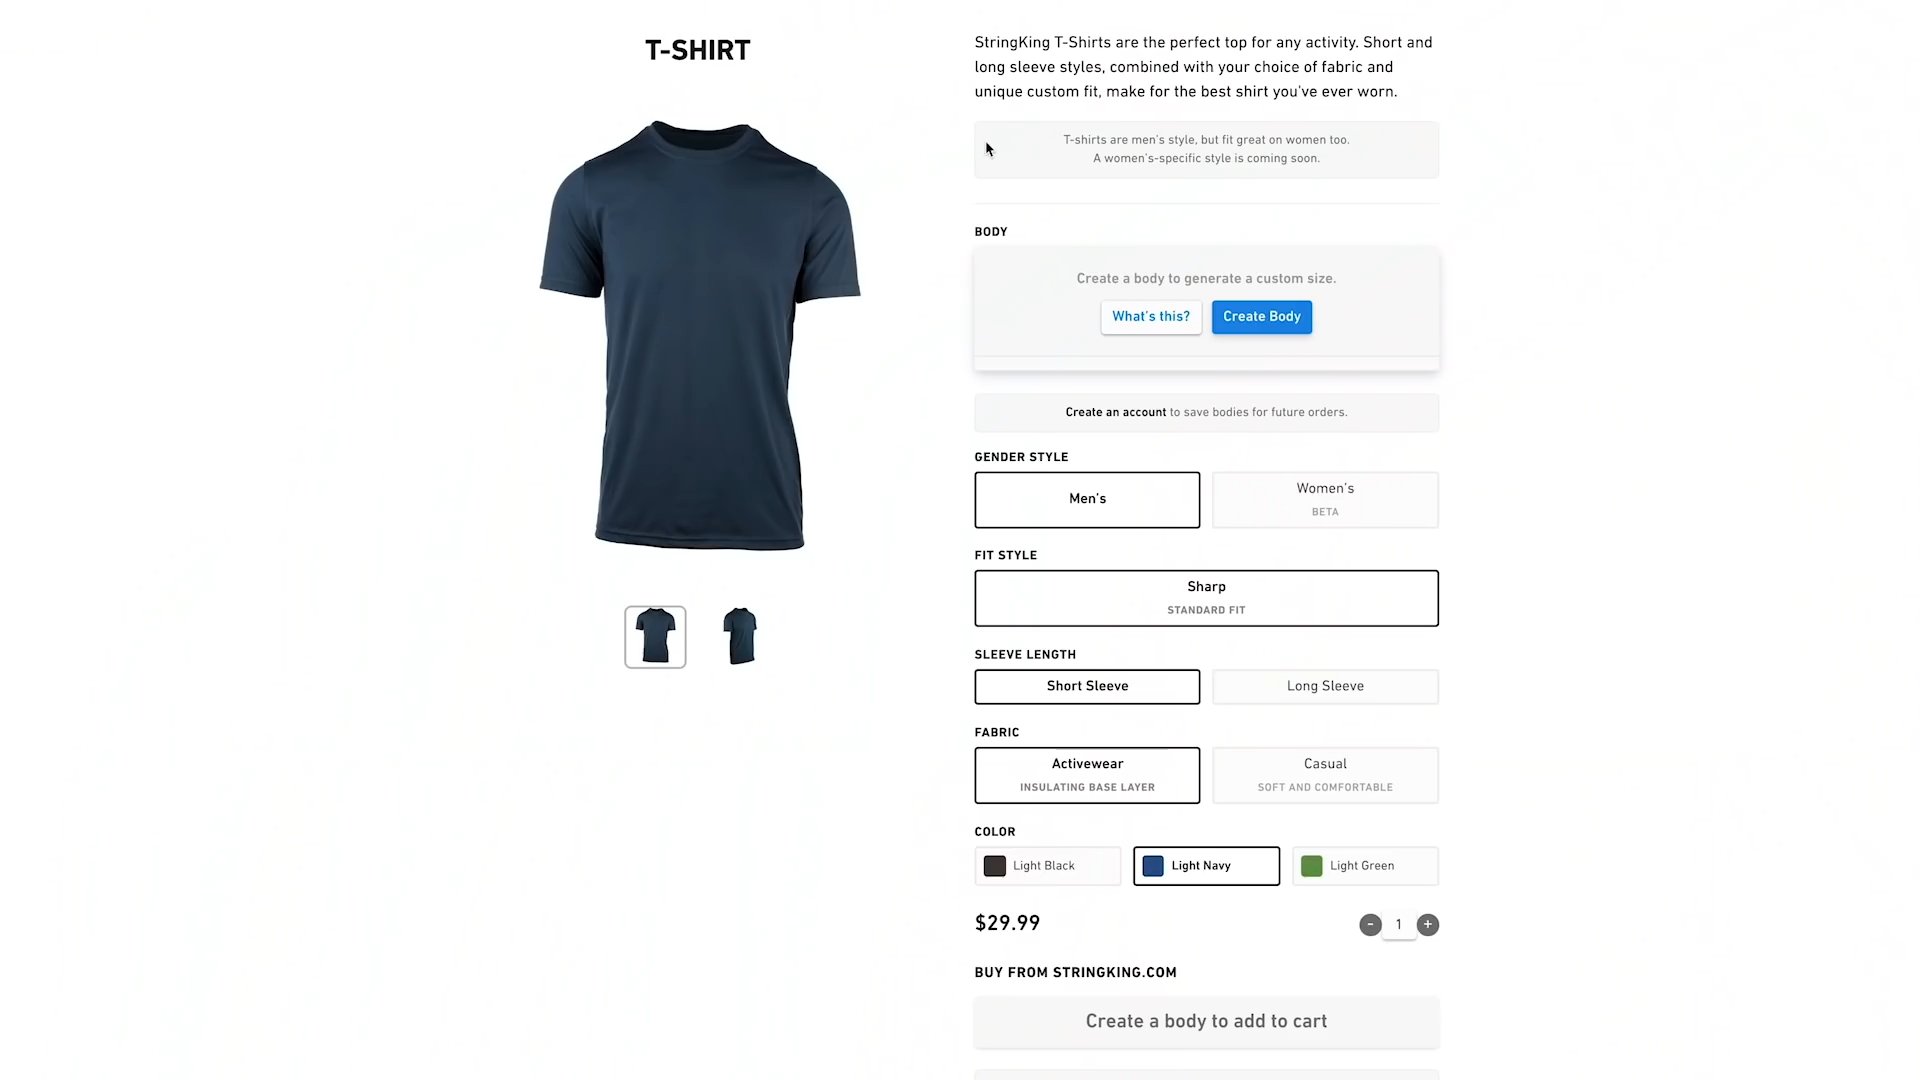 T-SHIRT
StringKing T-Shirts are the perfect top for any activity. Short and
long sleeve styles, combined with your choice of fabric and
unique custom fit, make for the best shirt you've ever worn.
T-shirts are men's style, but fit great on women too.
A women's-specific style is coming soon.
BODY
Create a body to generate a custom size.
What's this?
Create Body
Create an account to save bodies for future orders.
GENDER STYLE
Men's
Women's
BETA
FIT STYLE
Sharp
STANDARD FIT
SLEEVE LENGTH
Short Sleeve
Long Sleeve
FABRIC
Activewear
INSULATING BASE LAYER
Casual
SOFT AND COMFORTABLE
COLOR
Light Black
Light Navy
Light Green
$29.99
- 1 +
BUY FROM STRINGKING.COM
Create a body to add to cart